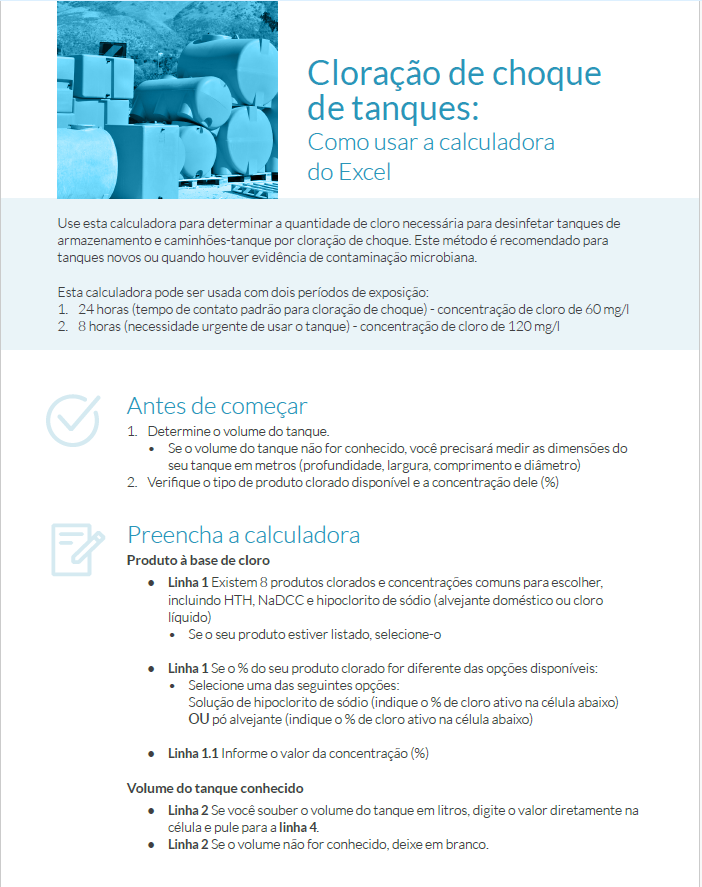 Cloração de choque
de tanques:
Como usar a calculadora
do Excel
Use esta calculadora para determinar a quantidade de cloro necessária para desinfetar tanques de
armazenamento e caminhões-tanque por cloração de choque. Este método é recomendado para
tanques novos ou quando houver evidência de contaminação microbiana.
Esta calculadora pode ser usada com dois períodos de exposição:
1. 24 horas (tempo de contato padrão para cloração de choque) - concentração de cloro de 60 mg/l
2. 8 horas (necessidade urgente de usar o tanque) - concentração de cloro de 120 mg/l
Antes de começar
1. Determine o volume do tanque.
• Se o volume do tanque não for conhecido, você precisará medir as dimensões do
seu tanque em metros (profundidade, largura, comprimento e diâmetro)
2. Verifique o tipo de produto clorado disponível e a concentração dele (%)
Preencha a calculadora
Produto à base de cloro
● Linha 1 Existem 8 produtos clorados e concentrações comuns para escolher,
incluindo HTH, NaDCC e hipoclorito de sódio (alvejante doméstico ou cloro
líquido)
• Se o seu produto estiver listado, selecione-o
● Linha 1 Se o % do seu produto clorado for diferente das opções disponíveis:
• Selecione uma das seguintes opções:
Solução de hipoclorito de sódio (indique o % de cloro ativo na célula abaixo)
OU pó alvejante (indique o % de cloro ativo na célula abaixo)
● Linha 1.1 Informe o valor da concentração (%)
Volume do tanque conhecido
● Linha 2 Se você souber o volume do tanque em litros, digite o valor diretamente na
célula e pule para a linha 4.
● Linha 2 Se o volume não for conhecido, deixe em branco.